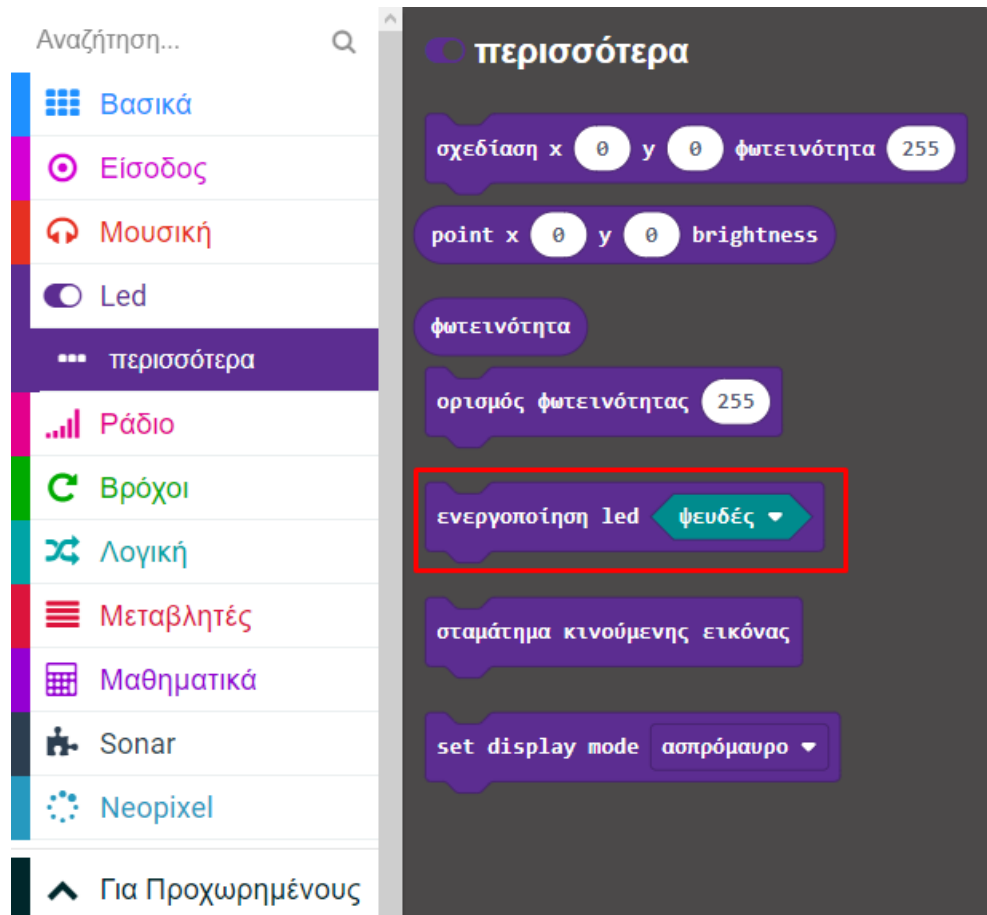 Αναζήτηση...
Βασικά
Είσοδος
Μουσική
Led
περισσότερα
Ράδιο
Βρόχοι
Λογική
Μεταβλητές
Μαθηματικά
Sonar
Neopixel
Για Προχωρημένους
περισσότερα
σχεδίαση x 0 y 0 φωτεινότητα 255
point x 0 y 0 brightness
φωτεινότητα
ορισμός φωτεινότητας 255
ενεργοποίηση led ψευδές
σταμάτημα κινούμενης εικόνας
set display mode ασπρόμαυρο